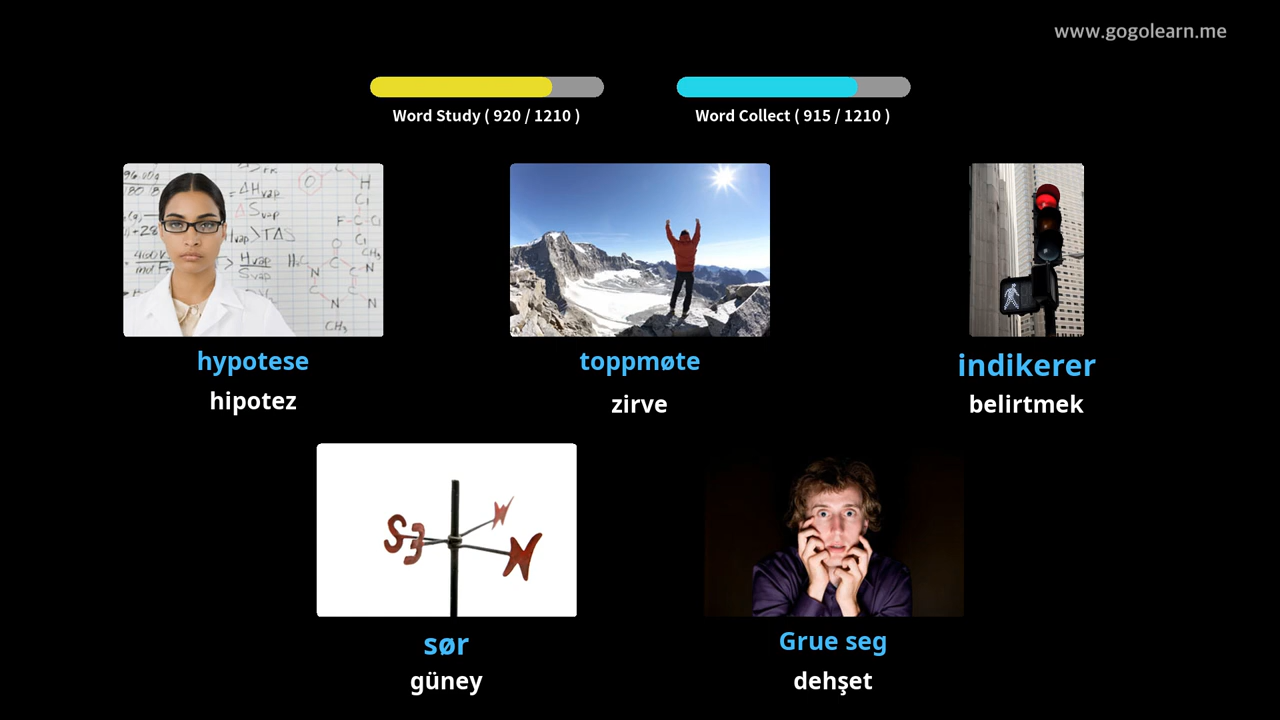 www.gogolearn.me
Word Study ( 920 / 1210 )
Word Collect ( 915 / 1210 )
hypotese
hipotez
toppmøte
zirve
indikerer
belirtmek
sør
güney
Grue seg
dehşet